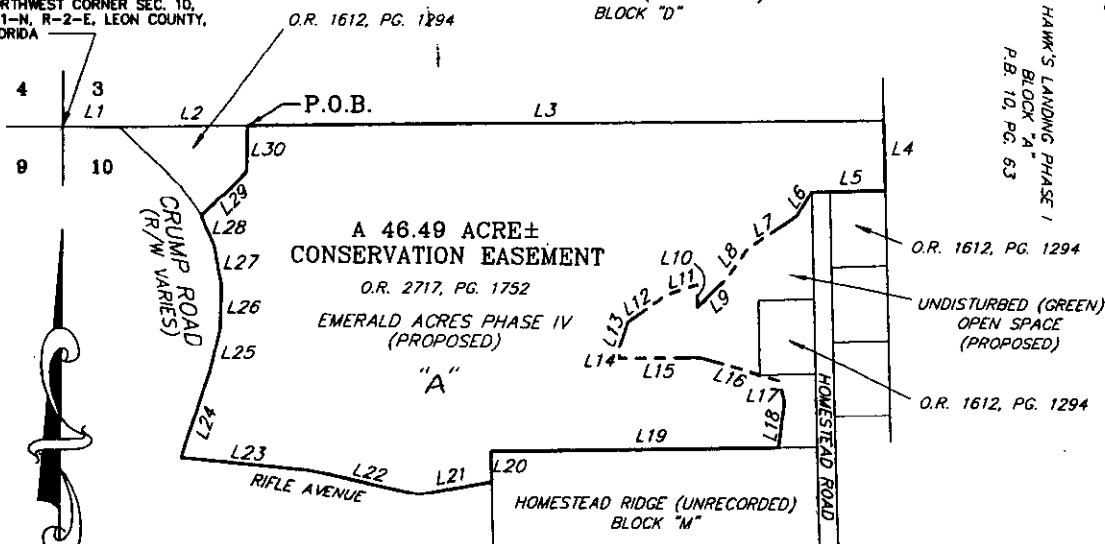 NORTHWEST CORNER SEC. 10,
1-N, R-2-E, LEON COUNTY,
O.R. 1612, PG. 1294
BLOCK "D"
HAWK'S LANDING PHASE I
BLOCK "A"
P.B. 10, PG. 63
4
3
L1
L2
P.O.B.
L3
L4
9
10
L30
L29
L28
L27
L26
L25
L24
CRUMP ROAD
(R/W VARIES)
A 46.49 ACRE±
CONSERVATION EASEMENT
O.R. 2717, PG. 1752
EMERALD ACRES PHASE IV
(PROPOSED)
"A"
L5
L6
L7
L8
L9
L10
L11
L12
L13
L14
L15
L16
L17
L18
O.R. 1612, PG. 1294
UNDISTURBED (GREEN)
OPEN SPACE
(PROPOSED)
O.R. 1612, PG. 1294
HOMESTEAD ROAD
L19
L20
L21
L22
L23
RIFLE AVENUE
HOMESTEAD RIDGE (UNRECORDED)
BLOCK "M"